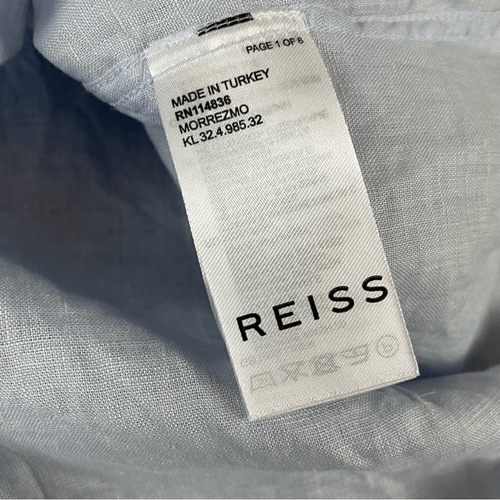 PAGE 1 OF 6
MADE IN TURKEY
RN114836
MORREZMO
KL 32.4.985.32
REISS